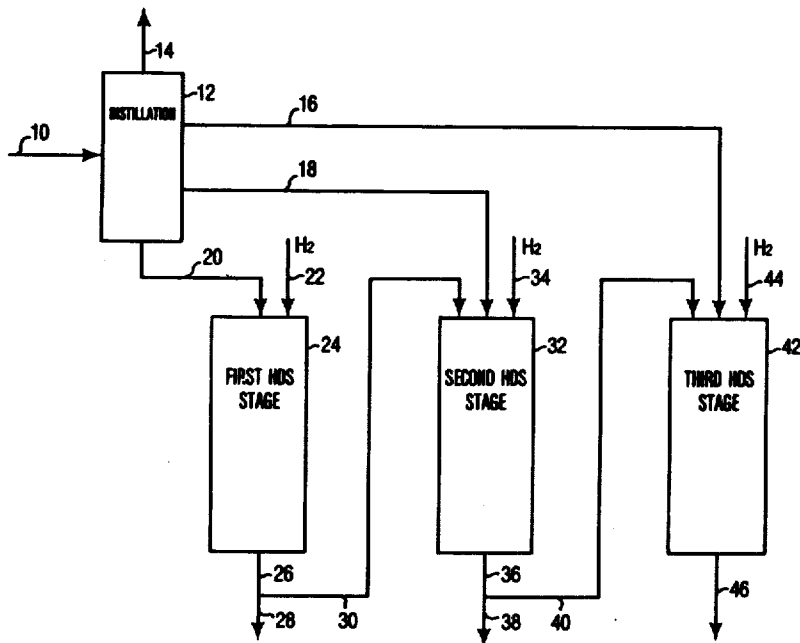 14
12
DISTILLATION
16
10
18
20
H2
22
H2
34
H2
44
24
32
42
FIRST HDS
STAGE
SECOND HDS
STAGE
THIRD HDS
STAGE
26
36
46
28
30
38
40